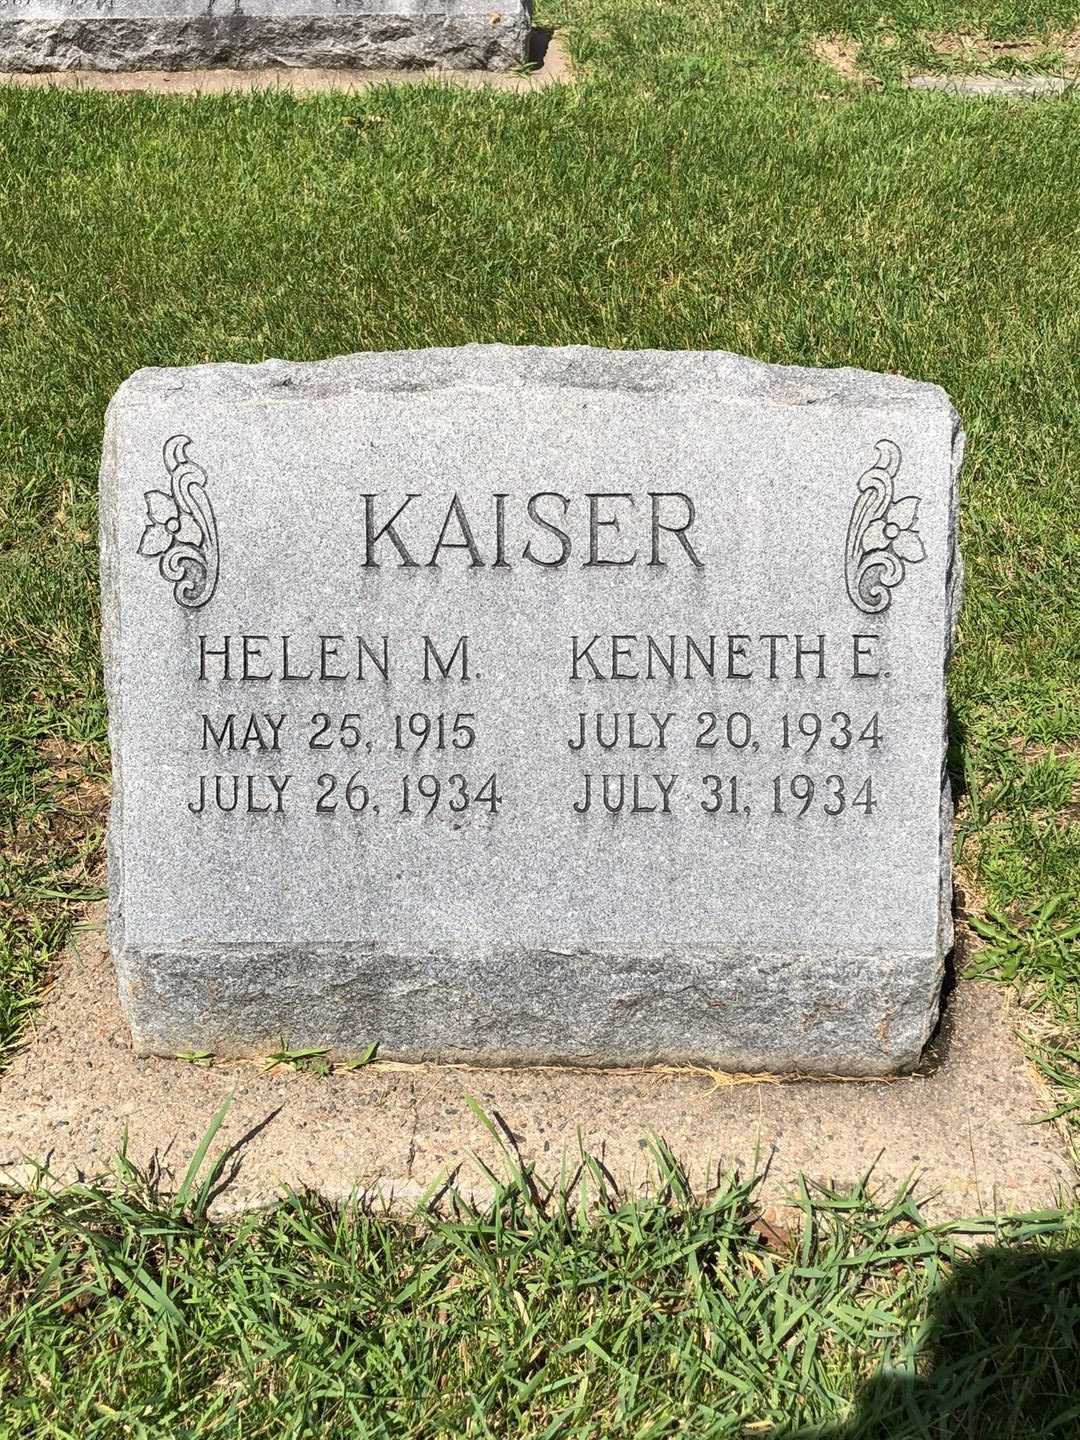 KAISER
HELEN M.
MAY 25, 1915
JULY 26, 1934
KENNETH E.
JULY 20, 1934
JULY 31, 1934